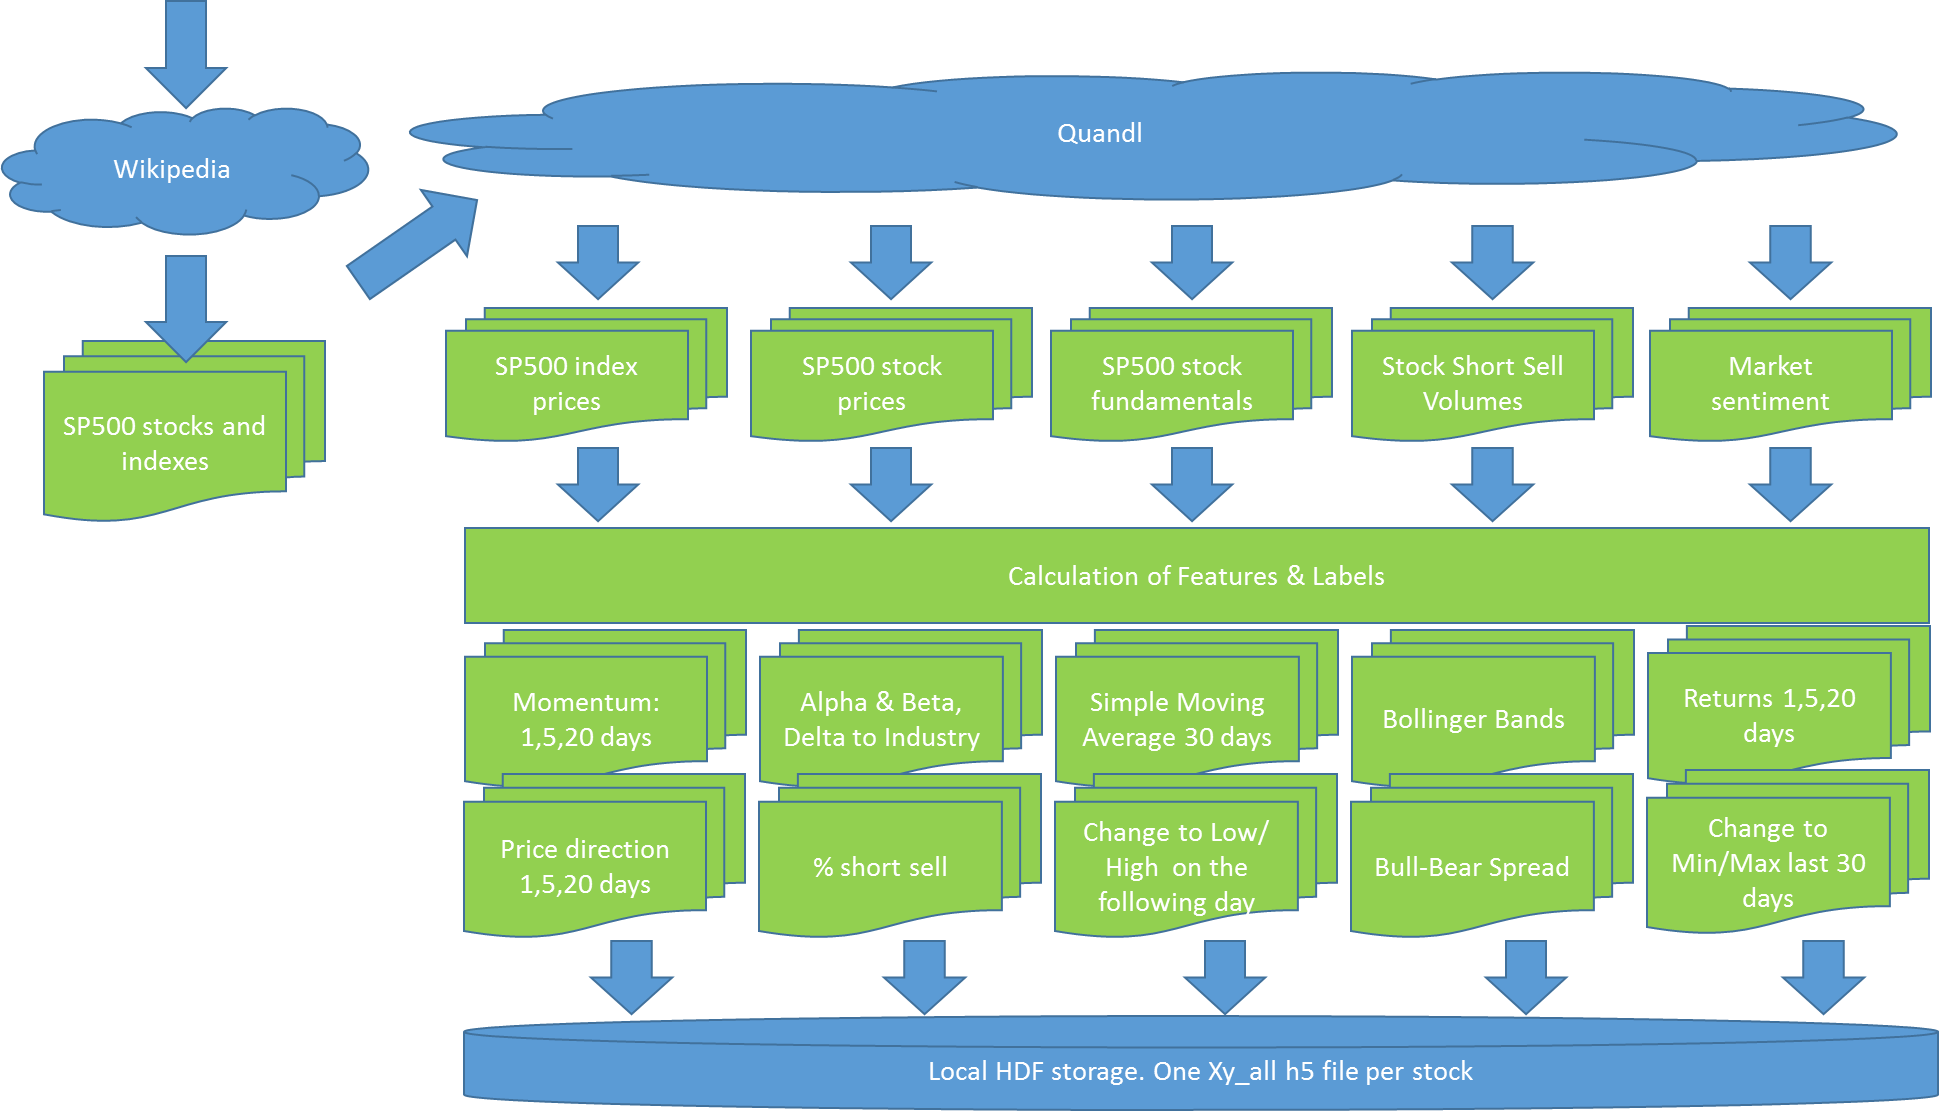 Wikipedia
Quandl
SP500 stocks and
indexes
SP500 index
prices
SP500 stock
prices
SP500 stock
fundamentals
Stock Short Sell
Volumes
Market
sentiment
Calculation of Features & Labels
Momentum:
1,5,20 days
Alpha & Beta,
Delta to Industry
Simple Moving
Average 30 days
Bollinger Bands
Returns 1,5,20
days
Price direction
1,5,20 days
% short sell
Change to Low/
High on the
following day
Bull-Bear Spread
Change to
Min/Max last 30
days
Local HDF storage. One Xy_all h5 file per stock